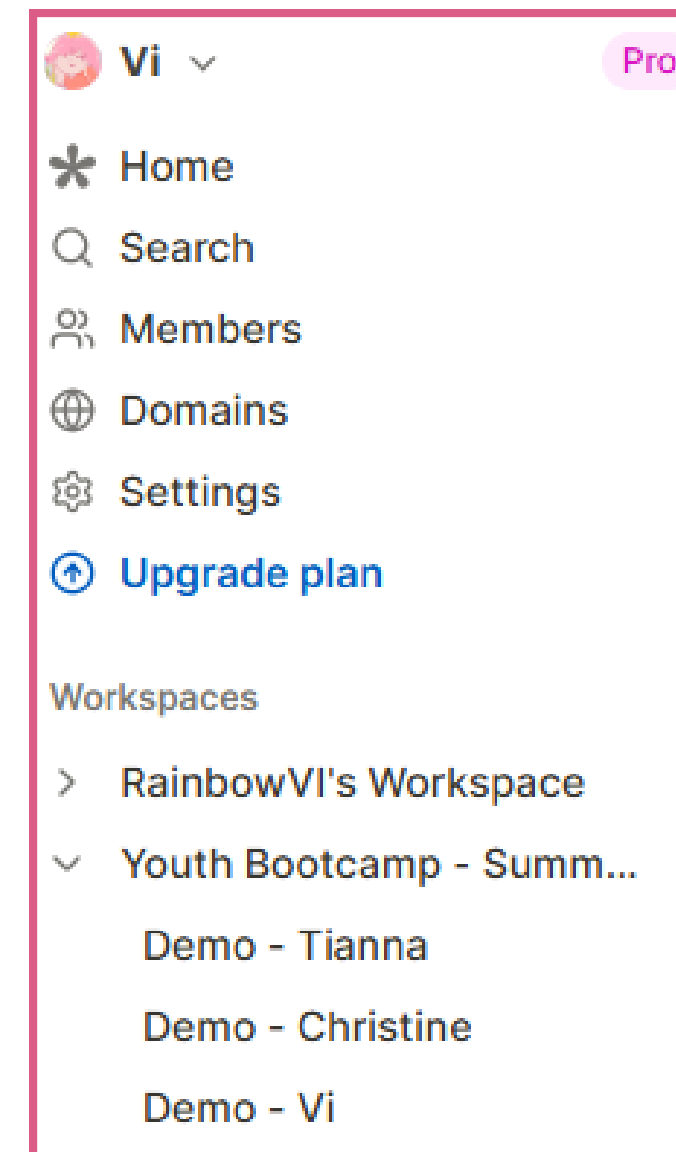 Vi Pro
Home
Search
Members
Domains
Settings
Upgrade plan
Workspaces
RainbowVI's Workspace
Youth Bootcamp - Summ...
Demo - Tianna
Demo - Christine
Demo - Vi